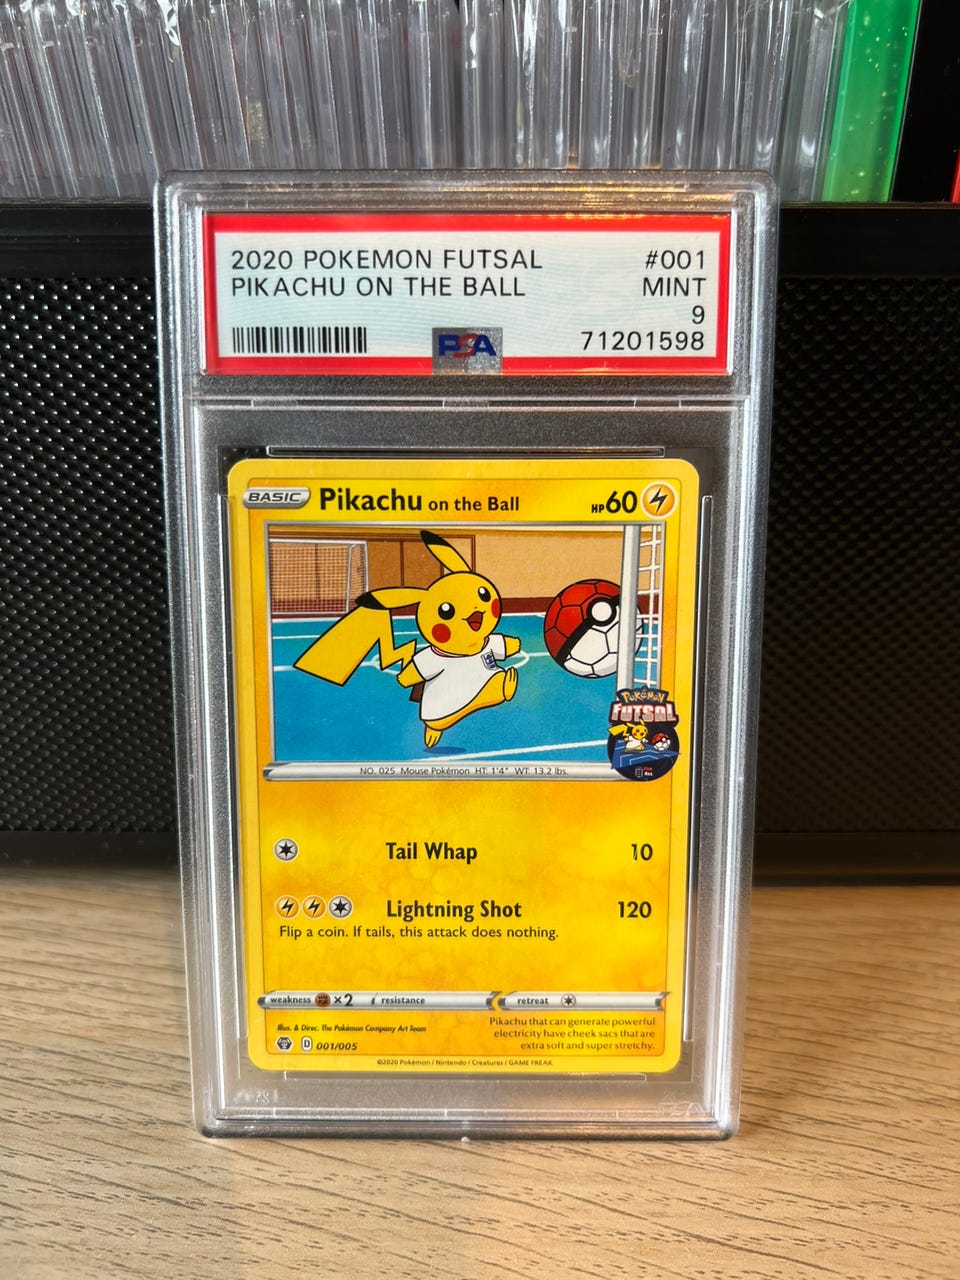 2020 POKEMON FUTSAL #001
PIKACHU ON THE BALL MINT
9
PSA 71201598
BASIC Pikachu on the Ball HP60
POKéMON
FUTSAL
NO. 025 Mouse Pokémon HT: 1'4" WT: 13.2 lbs.
Tail Whap 10
Lightning Shot 120
Flip a coin. If tails, this attack does nothing.
weakness ×2 resistance retreat
Illus. & Direc. The Pokémon Company Art Team
D 001/005
Pikachu that can generate powerful
electricity have cheek sacs that are
extra soft and super stretchy.
©2020 Pokémon / Nintendo / Creatures / GAME FREAK